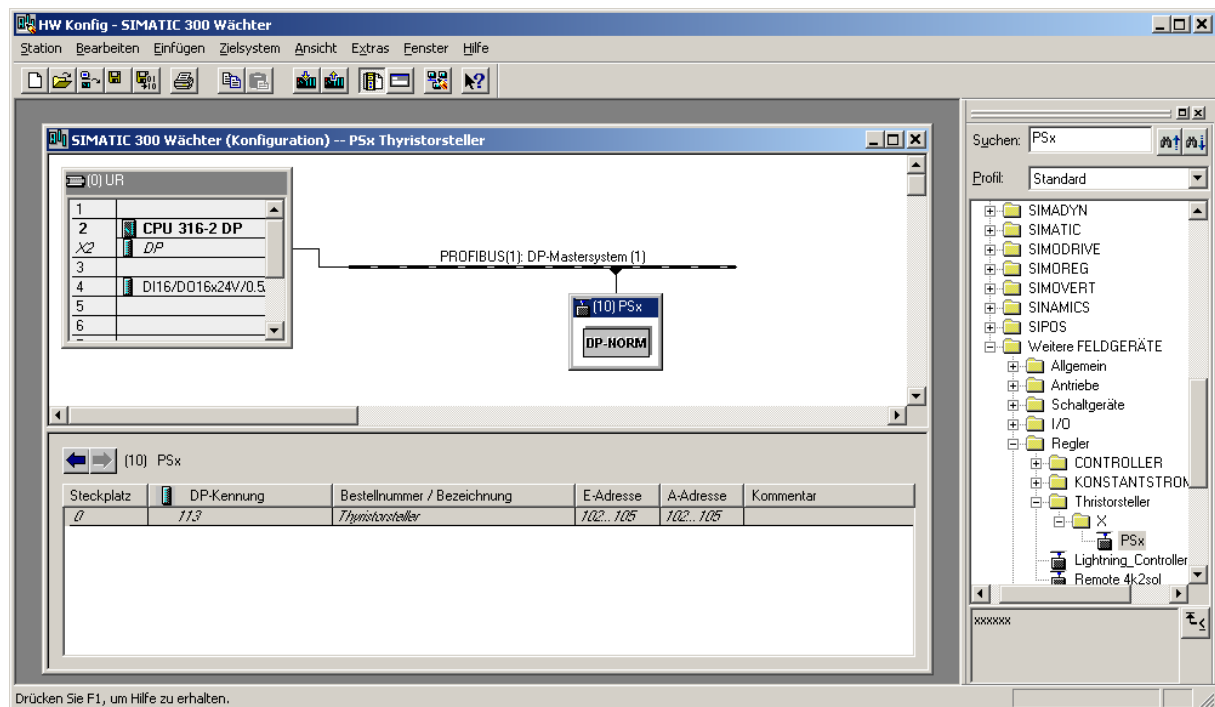 HW Konfig - SIMATIC 300 Wächter
Station Bearbeiten Einfügen Zielsystem Ansicht Extras Fenster Hilfe
SIMATIC 300 Wächter (Konfiguration) -- PSx Thyristorsteller
(0) UR
1
2 CPU 316-2 DP
X2 DP
3
4 DI16/DO16x24V/0.5
5
6
PROFIBUS(1): DP-Mastersystem (1)
(10) PSx
DP-NORM
(10) PSx
Steckplatz DP-Kennung Bestellnummer / Bezeichnung E-Adresse A-Adresse Kommentar
0 113 Thyristorsteller 102...105 102...105
Suchen: PSx
Profil: Standard
SIMADYN
SIMATIC
SIMODRIVE
SIMOREG
SIMOVERT
SINAMICS
SIPOS
Weitere FELDGERÄTE
Allgemein
Antriebe
Schaltgeräte
I/O
Regler
CONTROLLER
KONSTANTSTROM
Thristorsteller
X
PSx
Lightning_Controller
Remote 4k2sol
xxxxxx
Drücken Sie F1, um Hilfe zu erhalten.